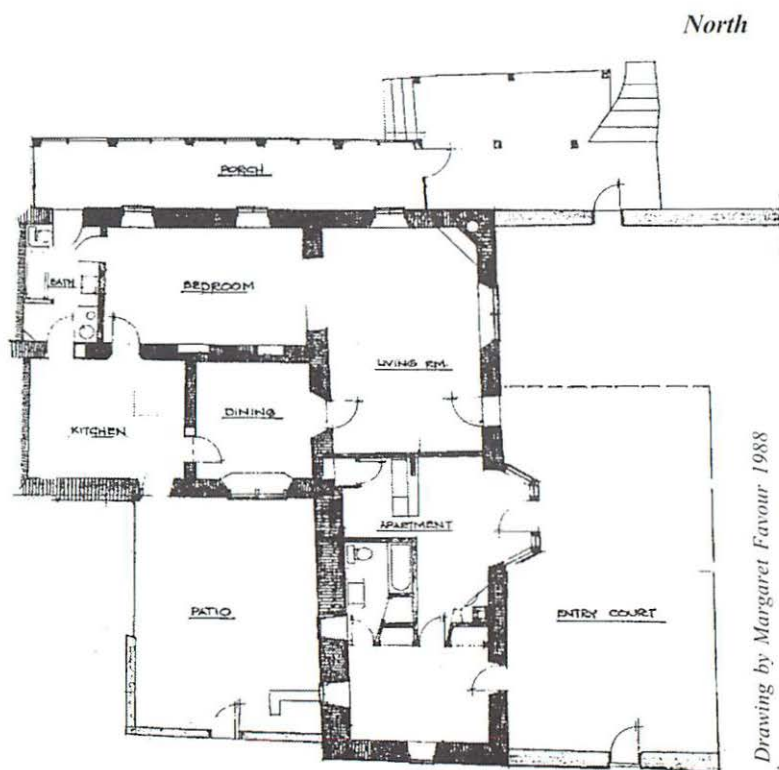 North
PORCH
BATH
BEDROOM
LIVING RM.
KITCHEN
DINING
APARTMENT
PATIO
ENTRY COURT
Drawing by Margaret Favour 1988